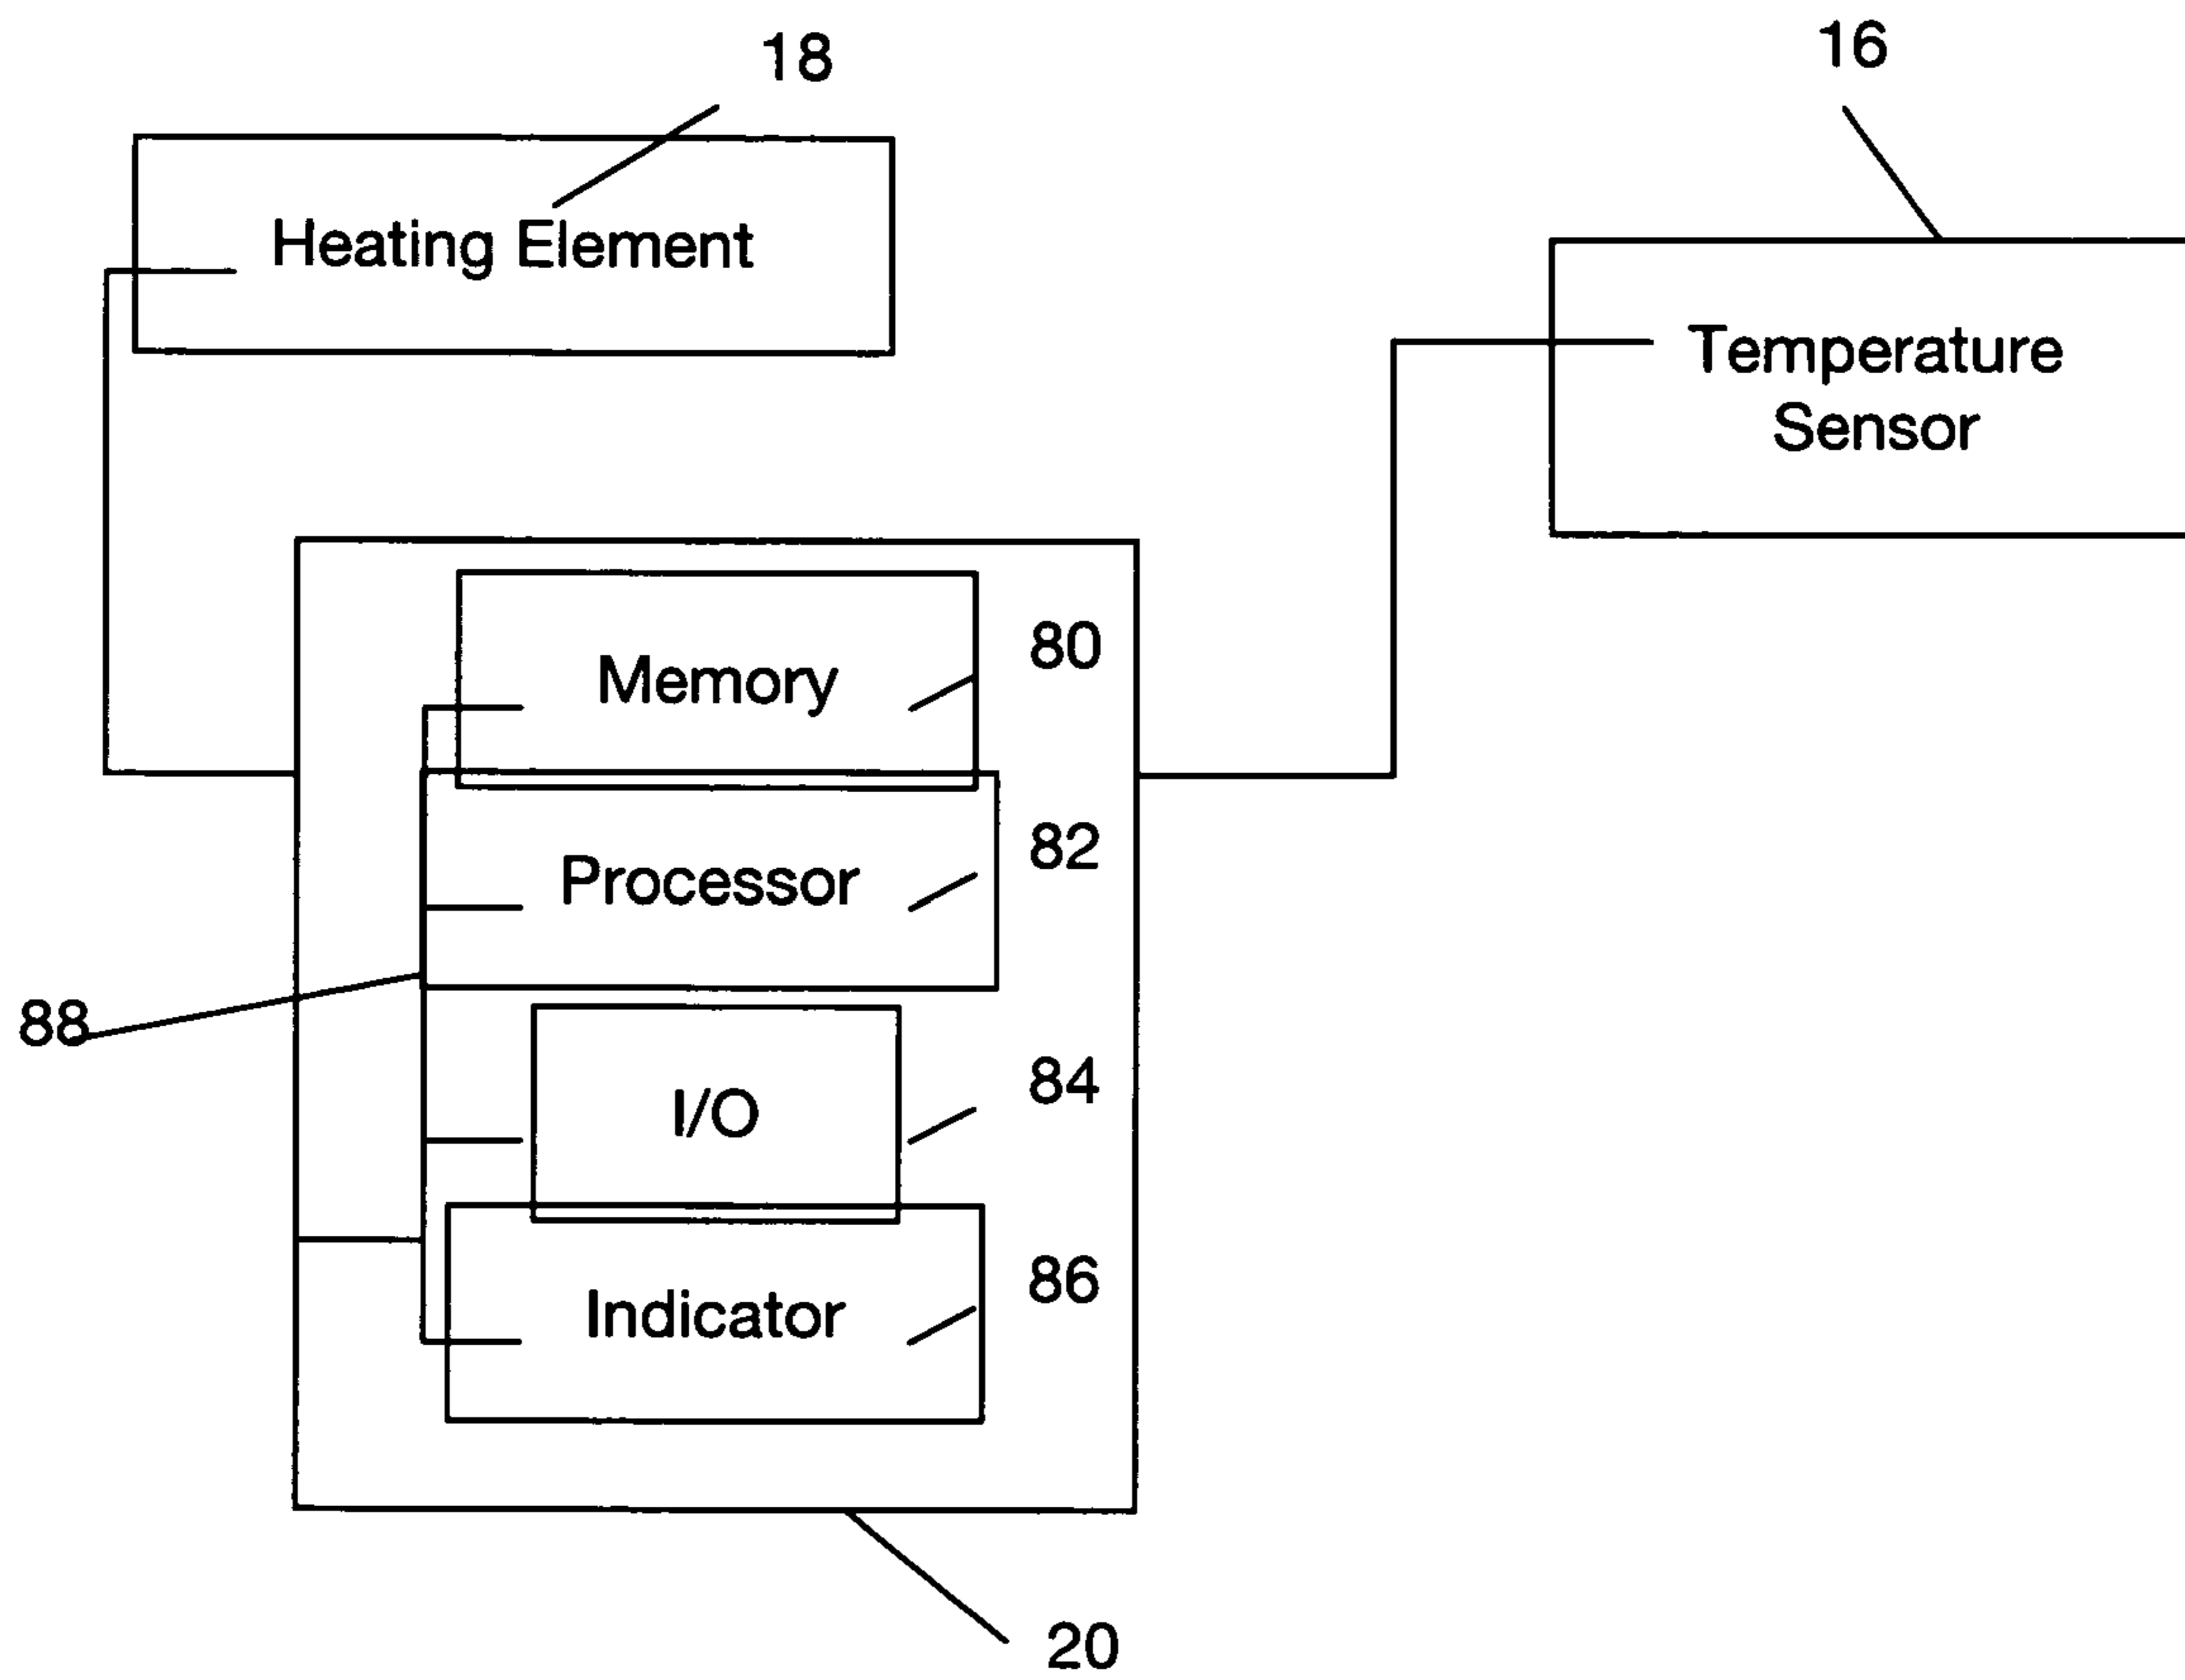 18
16
Heating Element
Temperature
Sensor
Memory
80
Processor
82
88
I/O
84
Indicator
86
20